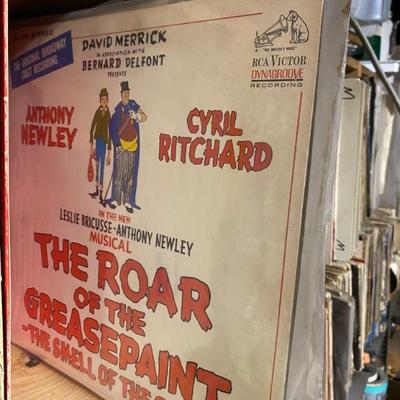 STEREO
THE ORIGINAL BROADWAY
CAST RECORDING
DAVID MERRICK
IN ASSOCIATION WITH
BERNARD DELFONT
PRESENTS
ANTHONY
NEWLEY
CYRIL
RITCHARD
"HIS MASTER'S VOICE"
RCA VICTOR
DYNAGROOVE
RECORDING
IN THE NEW
LESLIE BRICUSSE-ANTHONY NEWLEY
MUSICAL
THE ROAR
OF THE
GREASEPAINT
-THE SMELL OF THE